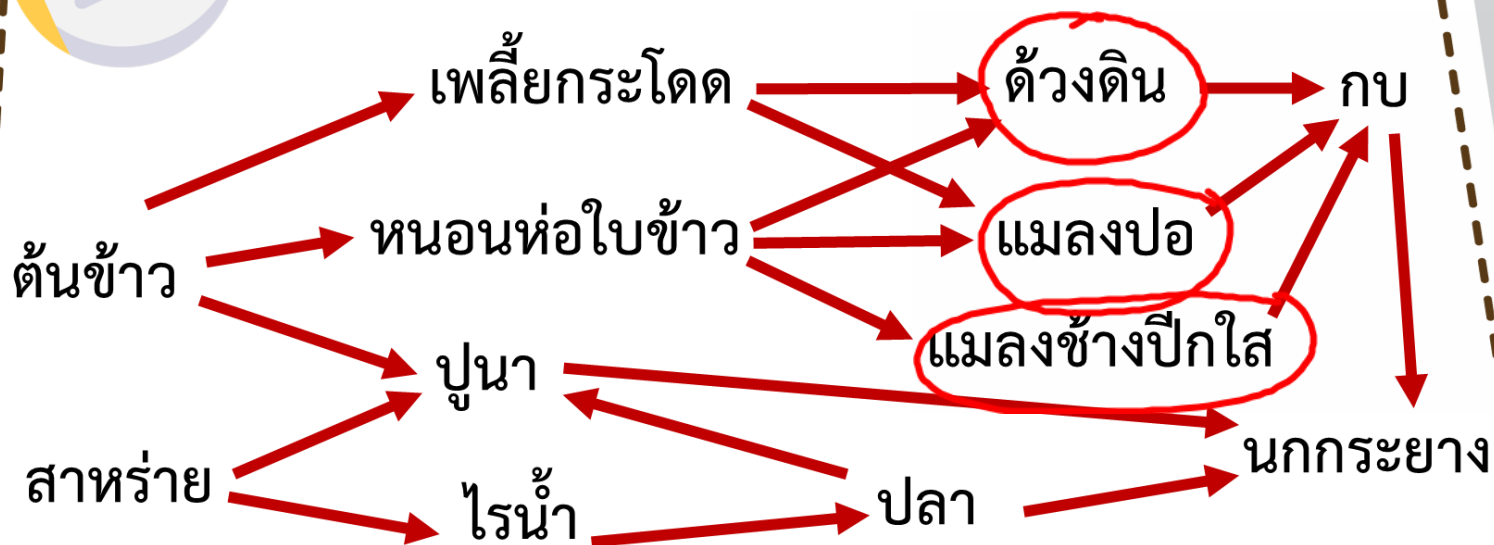 เพลี้ยกระโดด
ด้วงดิน
กบ
หนอนห่อใบข้าว
แมลงปอ
ต้นข้าว
แมลงช้างปีกใส
ปูนา
นกกระยาง
สาหร่าย
ไรน้ำ
ปลา